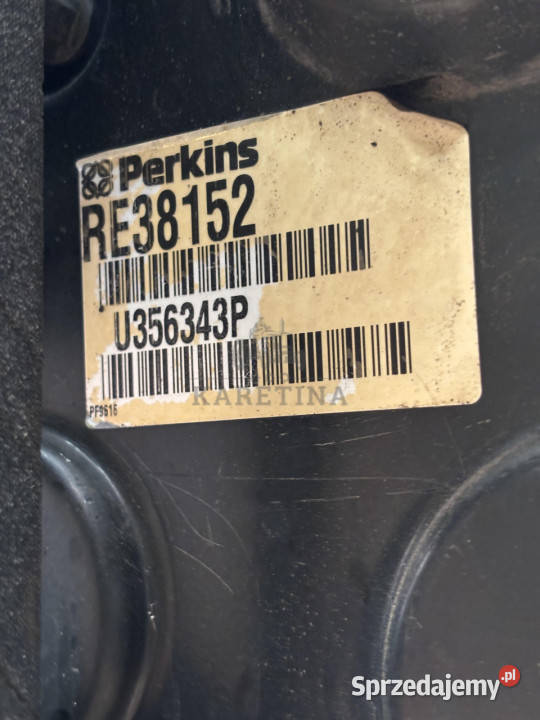 Perkins
RE38152
U356343P
KARETINA
PF9616
Sprzedajemy.pl